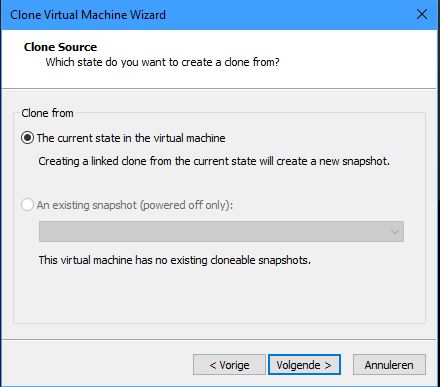 Clone Virtual Machine Wizard
Clone Source
Which state do you want to create a clone from?
Clone from
The current state in the virtual machine
Creating a linked clone from the current state will create a new snapshot.
An existing snapshot (powered off only):
This virtual machine has no existing cloneable snapshots.
< Vorige
Volgende >
Annuleren